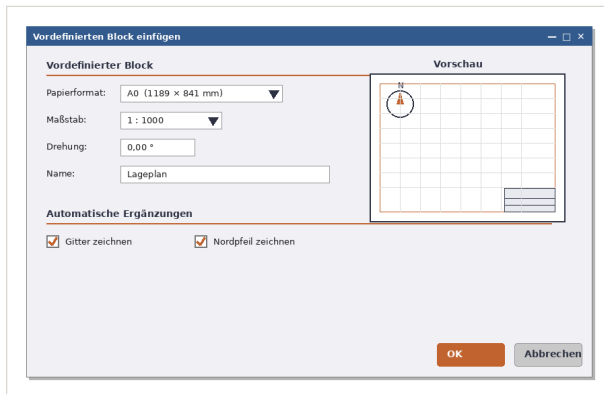 Vordefinierten Block einfügen
Vordefinierter Block
Vorschau
Papierformat:
A0 (1189 × 841 mm)
Maßstab:
1 : 1000
Drehung:
0,00 °
Name:
Lageplan
N
Automatische Ergänzungen
Gitter zeichnen
Nordpfeil zeichnen
OK
Abbrechen